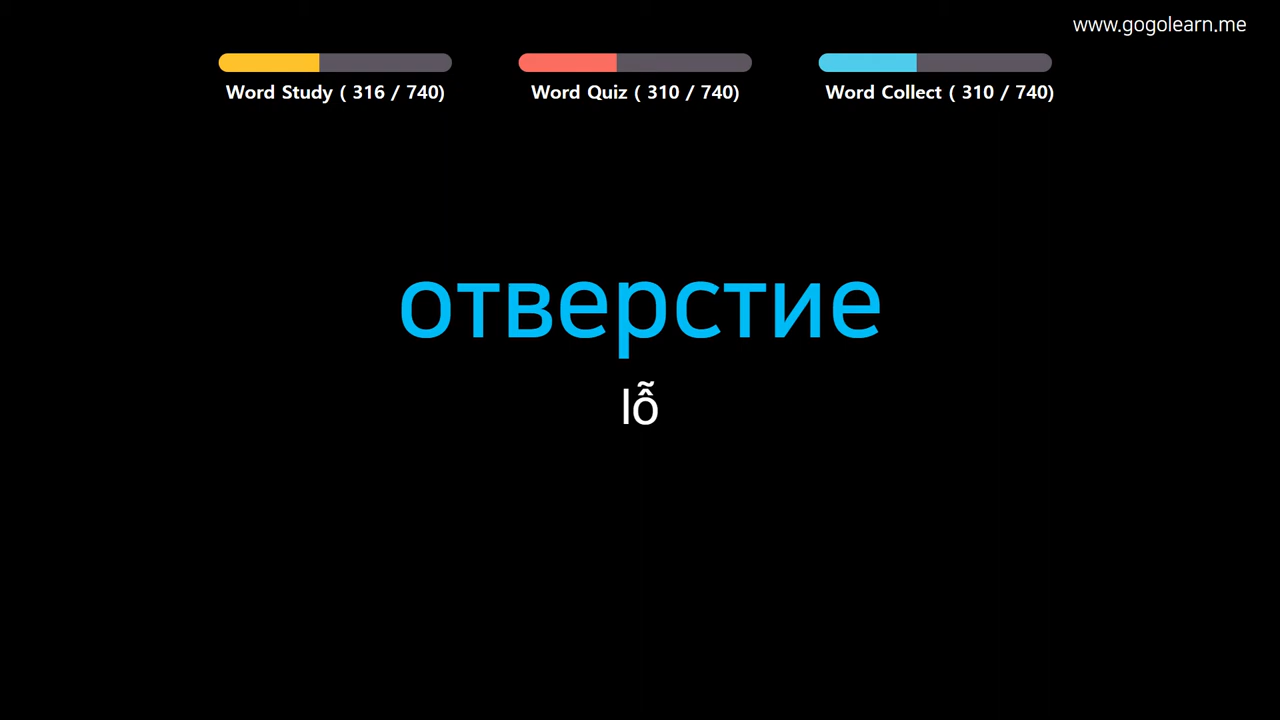 www.gogolearn.me
Word Study ( 316 / 740)
Word Quiz ( 310 / 740)
Word Collect ( 310 / 740)
отверстие
lỗ